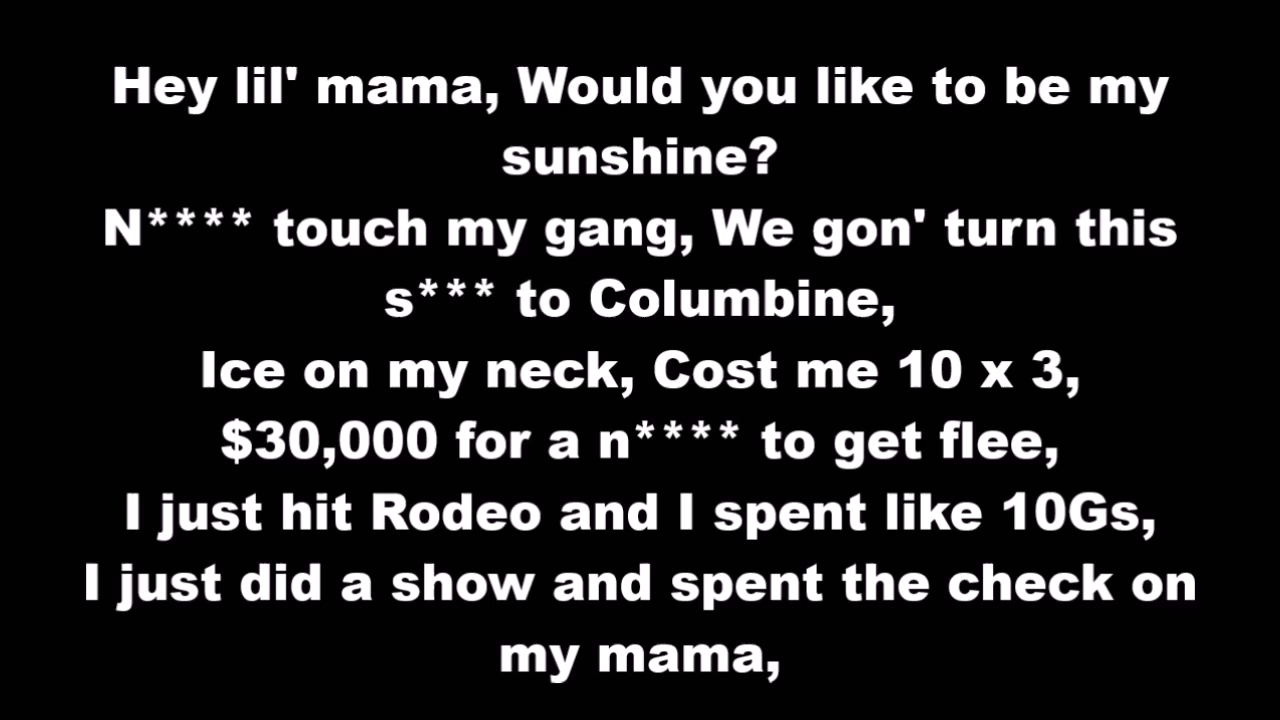 Hey lil' mama, Would you like to be my
sunshine?
N**** touch my gang, We gon' turn this
s*** to Columbine,
Ice on my neck, Cost me 10 x 3,
$30,000 for a n**** to get flee,
I just hit Rodeo and I spent like 10Gs,
I just did a show and spent the check on
my mama,